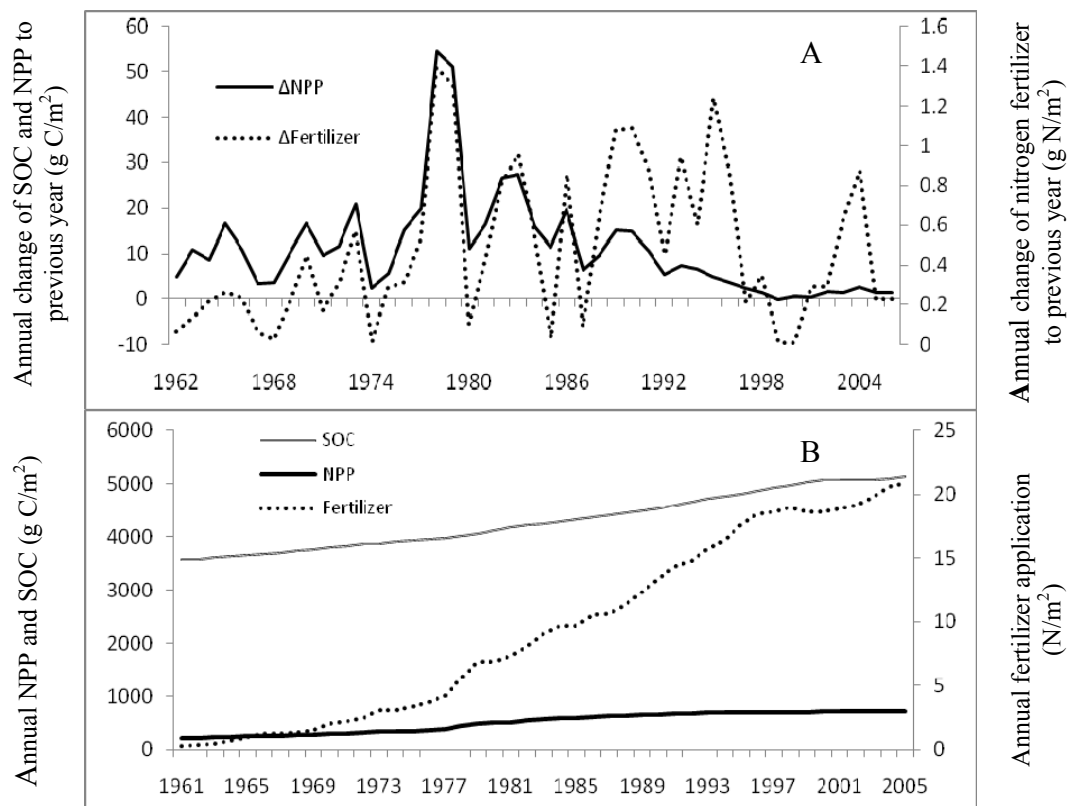 Annual change of SOC and NPP to
previous year (g C/m²)
60
50
40
30
20
10
0
-10
A
ΔNPP
ΔFertilizer
1.6
1.4
1.2
1
0.8
0.6
0.4
0.2
0
Annual change of nitrogen fertilizer
to previous year (g N/m²)
1962 1968 1974 1980 1986 1992 1998 2004
Annual NPP and SOC (g C/m²)
6000
5000
4000
3000
2000
1000
0
B
SOC
NPP
Fertilizer
25
20
15
10
5
0
Annual fertilizer application
(N/m²)
1961 1965 1969 1973 1977 1981 1985 1989 1993 1997 2001 2005